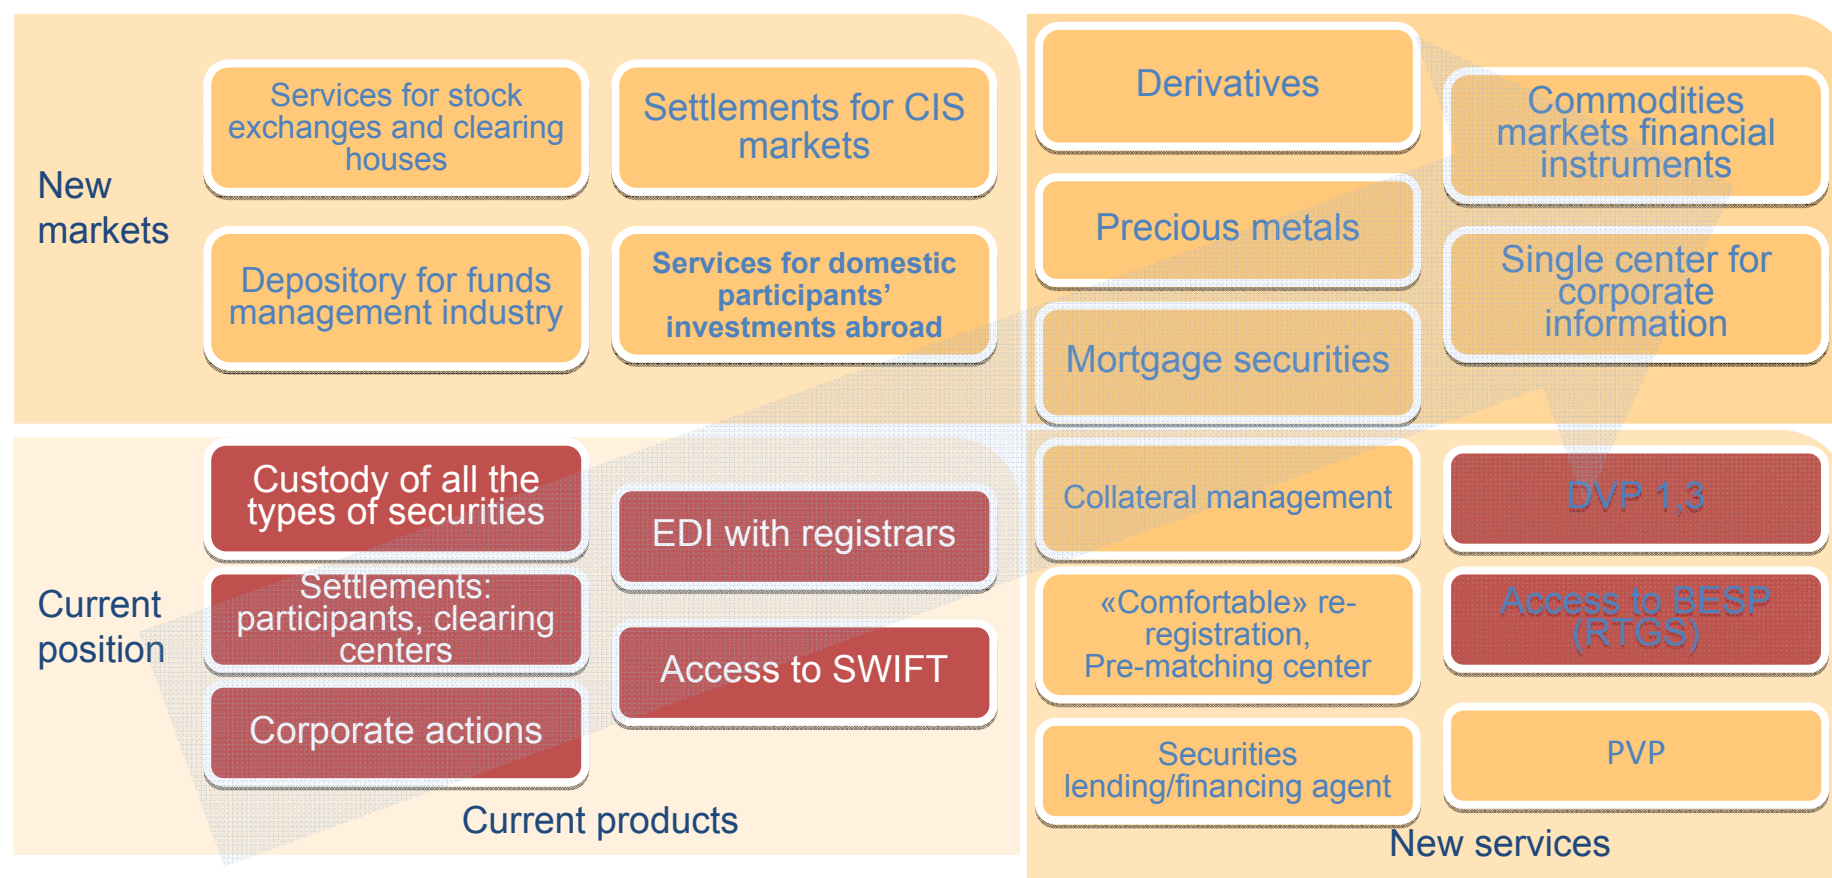 New
markets
Services for stock
exchanges and clearing
houses
Settlements for CIS
markets
Depository for funds
management industry
Services for domestic
participants’
investments abroad
Derivatives
Commodities
markets financial
instruments
Precious metals
Single center for
corporate
information
Mortgage securities
Current
position
Custody of all the
types of securities
EDI with registrars
Settlements:
participants, clearing
centers
Access to SWIFT
Corporate actions
Current products
Collateral management
DVP 1,3
«Comfortable» re-
registration,
Pre-matching center
Access to BESP
(RTGS)
Securities
lending/financing agent
PVP
New services